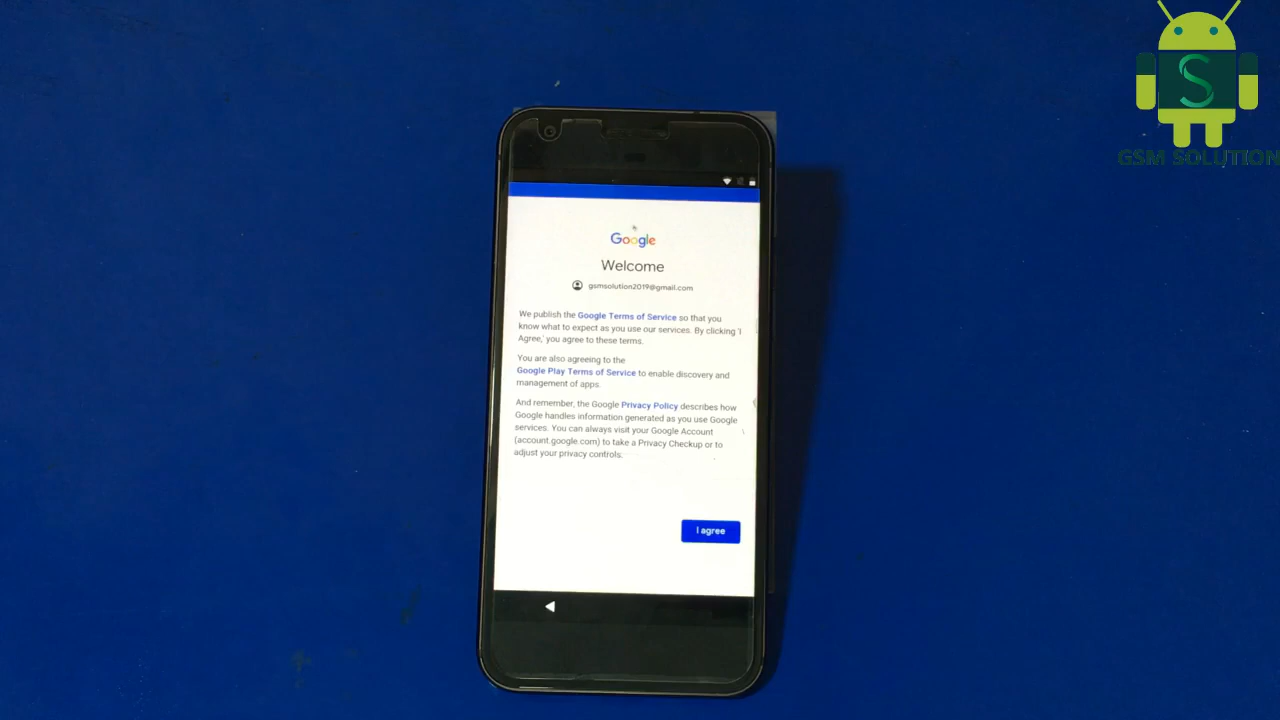 S
GSM SOLUTION
Google
Welcome
gsmsolution2019@gmail.com
We publish the Google Terms of Service so that you
know what to expect as you use our services. By clicking 'I
Agree,' you agree to these terms.
You are also agreeing to the
Google Play Terms of Service to enable discovery and
management of apps.
And remember, the Google Privacy Policy describes how
Google handles information generated as you use Google
services. You can always visit your Google Account
(account.google.com) to take a Privacy Checkup or to
adjust your privacy controls.
I agree